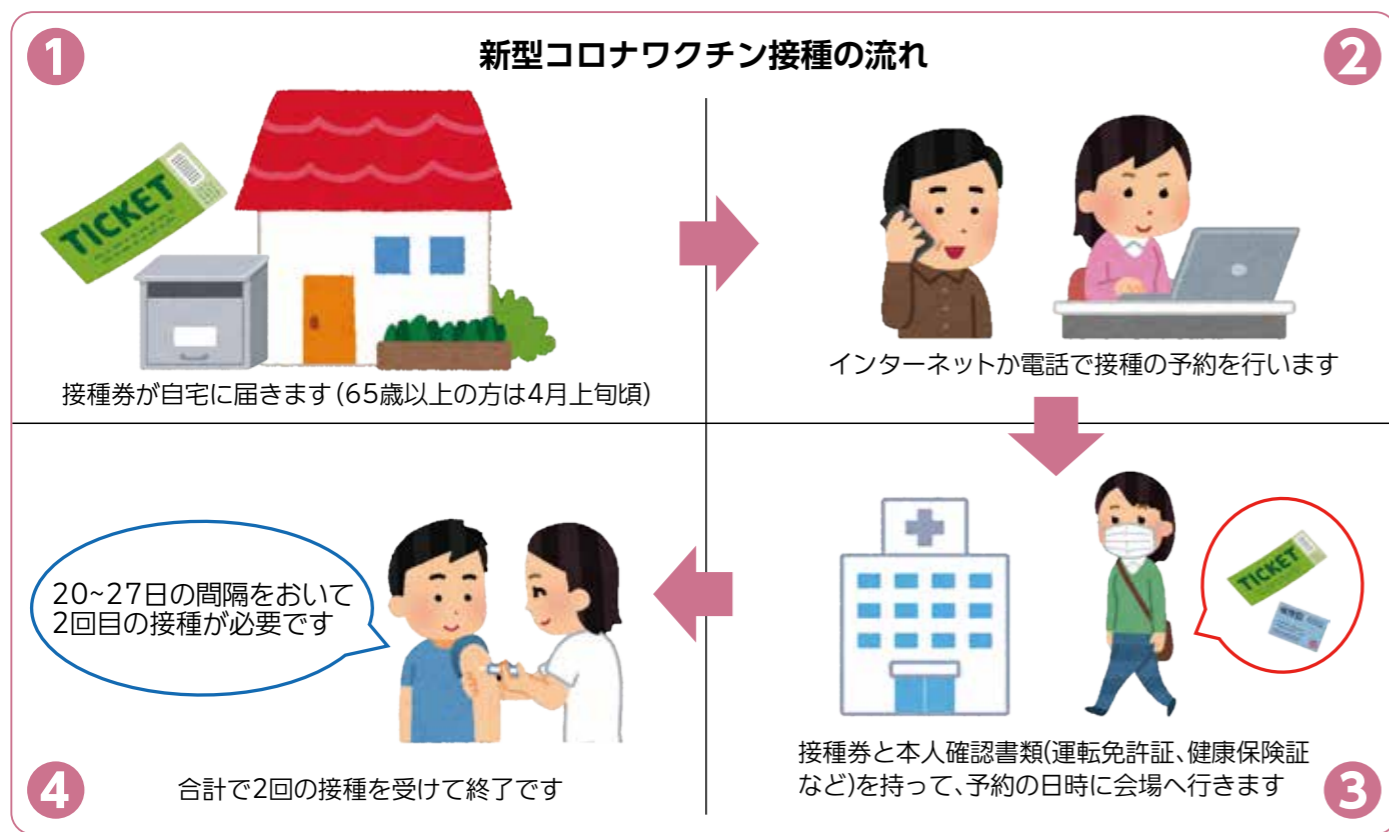 新型コロナワクチン接種の流れ
1
TICKET
接種券が自宅に届きます(65歳以上の方は4月上旬頃)
2
インターネットか電話で接種の予約を行います
3
TICKET
接種券と本人確認書類(運転免許証、健康保険証
など)を持って、予約の日時に会場へ行きます
4
20~27日の間隔をおいて
2回目の接種が必要です
合計で2回の接種を受けて終了です